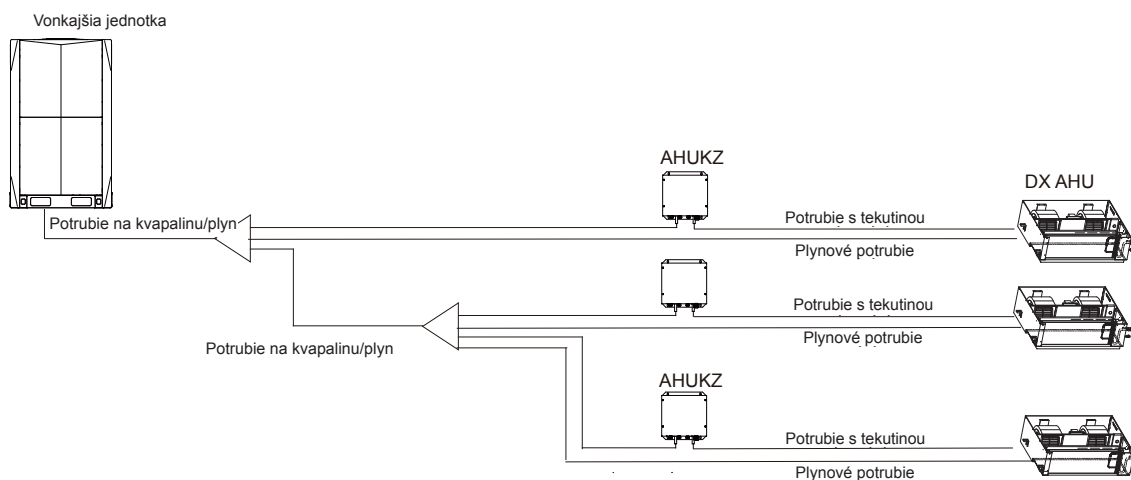 Vonkajšia jednotka
AHUKZ
DX AHU
Potrubie na kvapalinu/plyn
Potrubie s tekutinou
Plynové potrubie
Potrubie s tekutinou
Plynové potrubie
Potrubie na kvapalinu/plyn
AHUKZ
Potrubie s tekutinou
Plynové potrubie